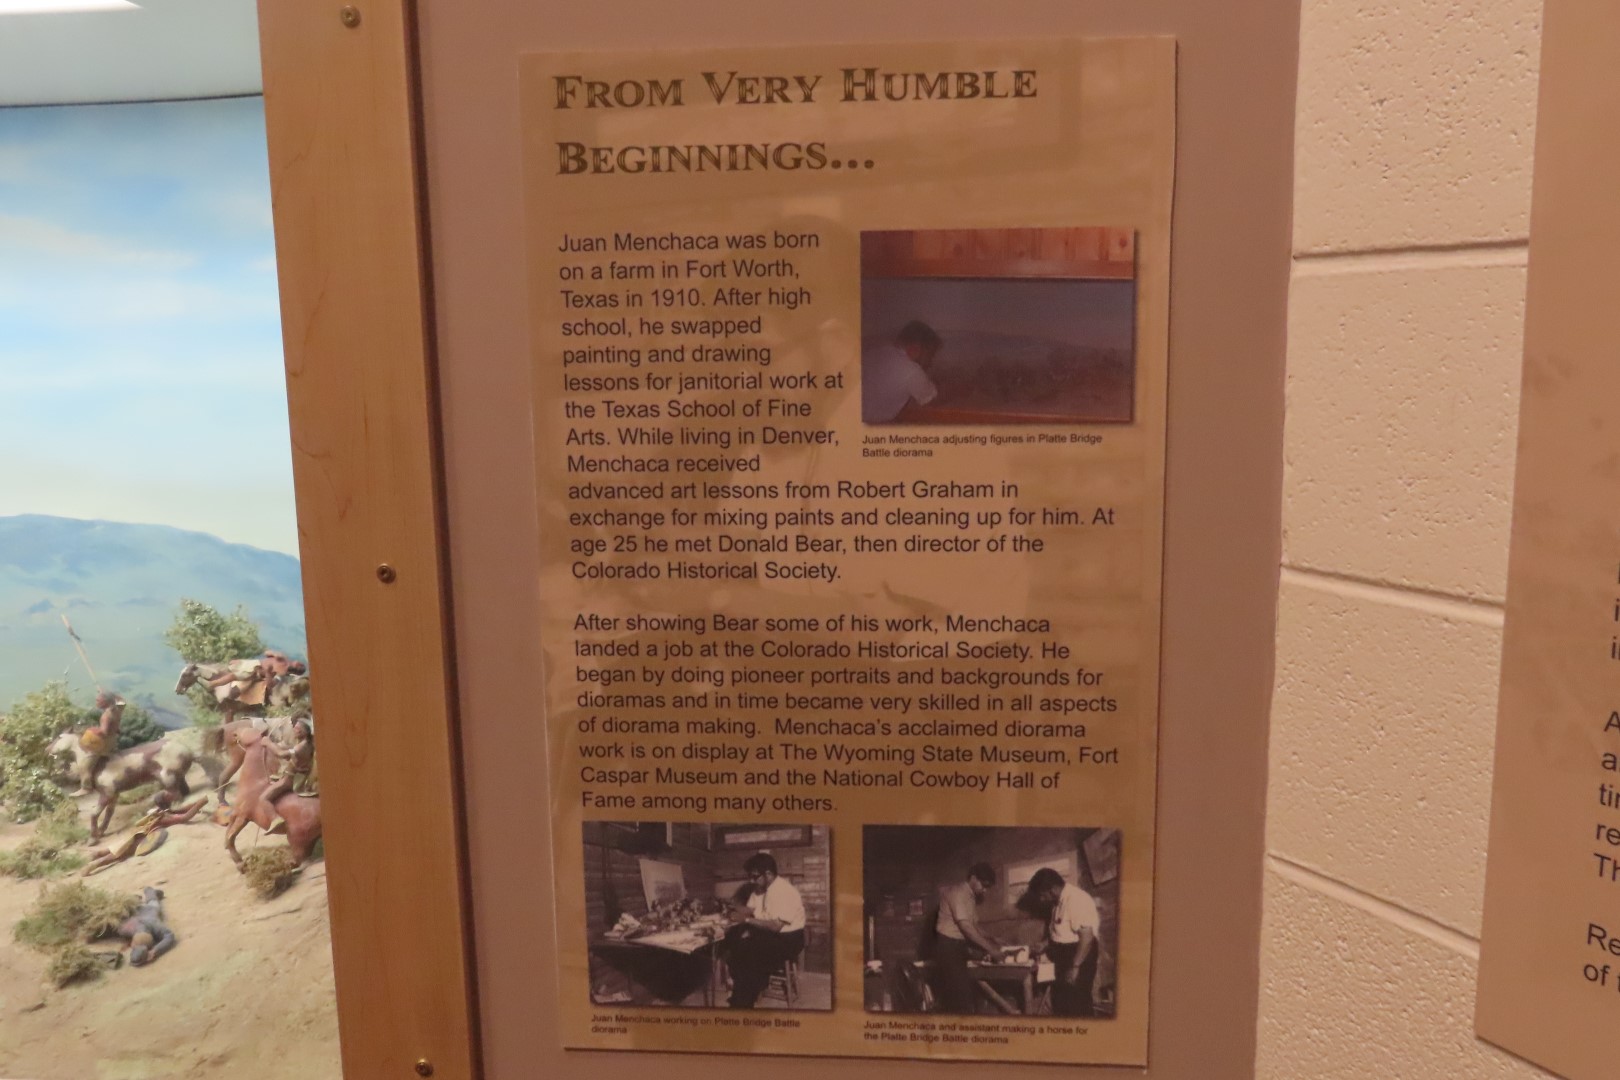 FROM VERY HUMBLE
BEGINNINGS...
Juan Menchaca was born
on a farm in Fort Worth,
Texas in 1910. After high
school, he swapped
painting and drawing
lessons for janitorial work at
the Texas School of Fine
Arts. While living in Denver,
Menchaca received
advanced art lessons from Robert Graham in
exchange for mixing paints and cleaning up for him. At
age 25 he met Donald Bear, then director of the
Colorado Historical Society.
Juan Menchaca adjusting figures in Platte Bridge
Battle diorama
After showing Bear some of his work, Menchaca
landed a job at the Colorado Historical Society. He
began by doing pioneer portraits and backgrounds for
dioramas and in time became very skilled in all aspects
of diorama making. Menchaca's acclaimed diorama
work is on display at The Wyoming State Museum, Fort
Caspar Museum and the National Cowboy Hall of
Fame among many others.
Juan Menchaca working on Platte Bridge Battle
diorama
Juan Menchaca and assistant making a horse for
the Platte Bridge Battle diorama
of